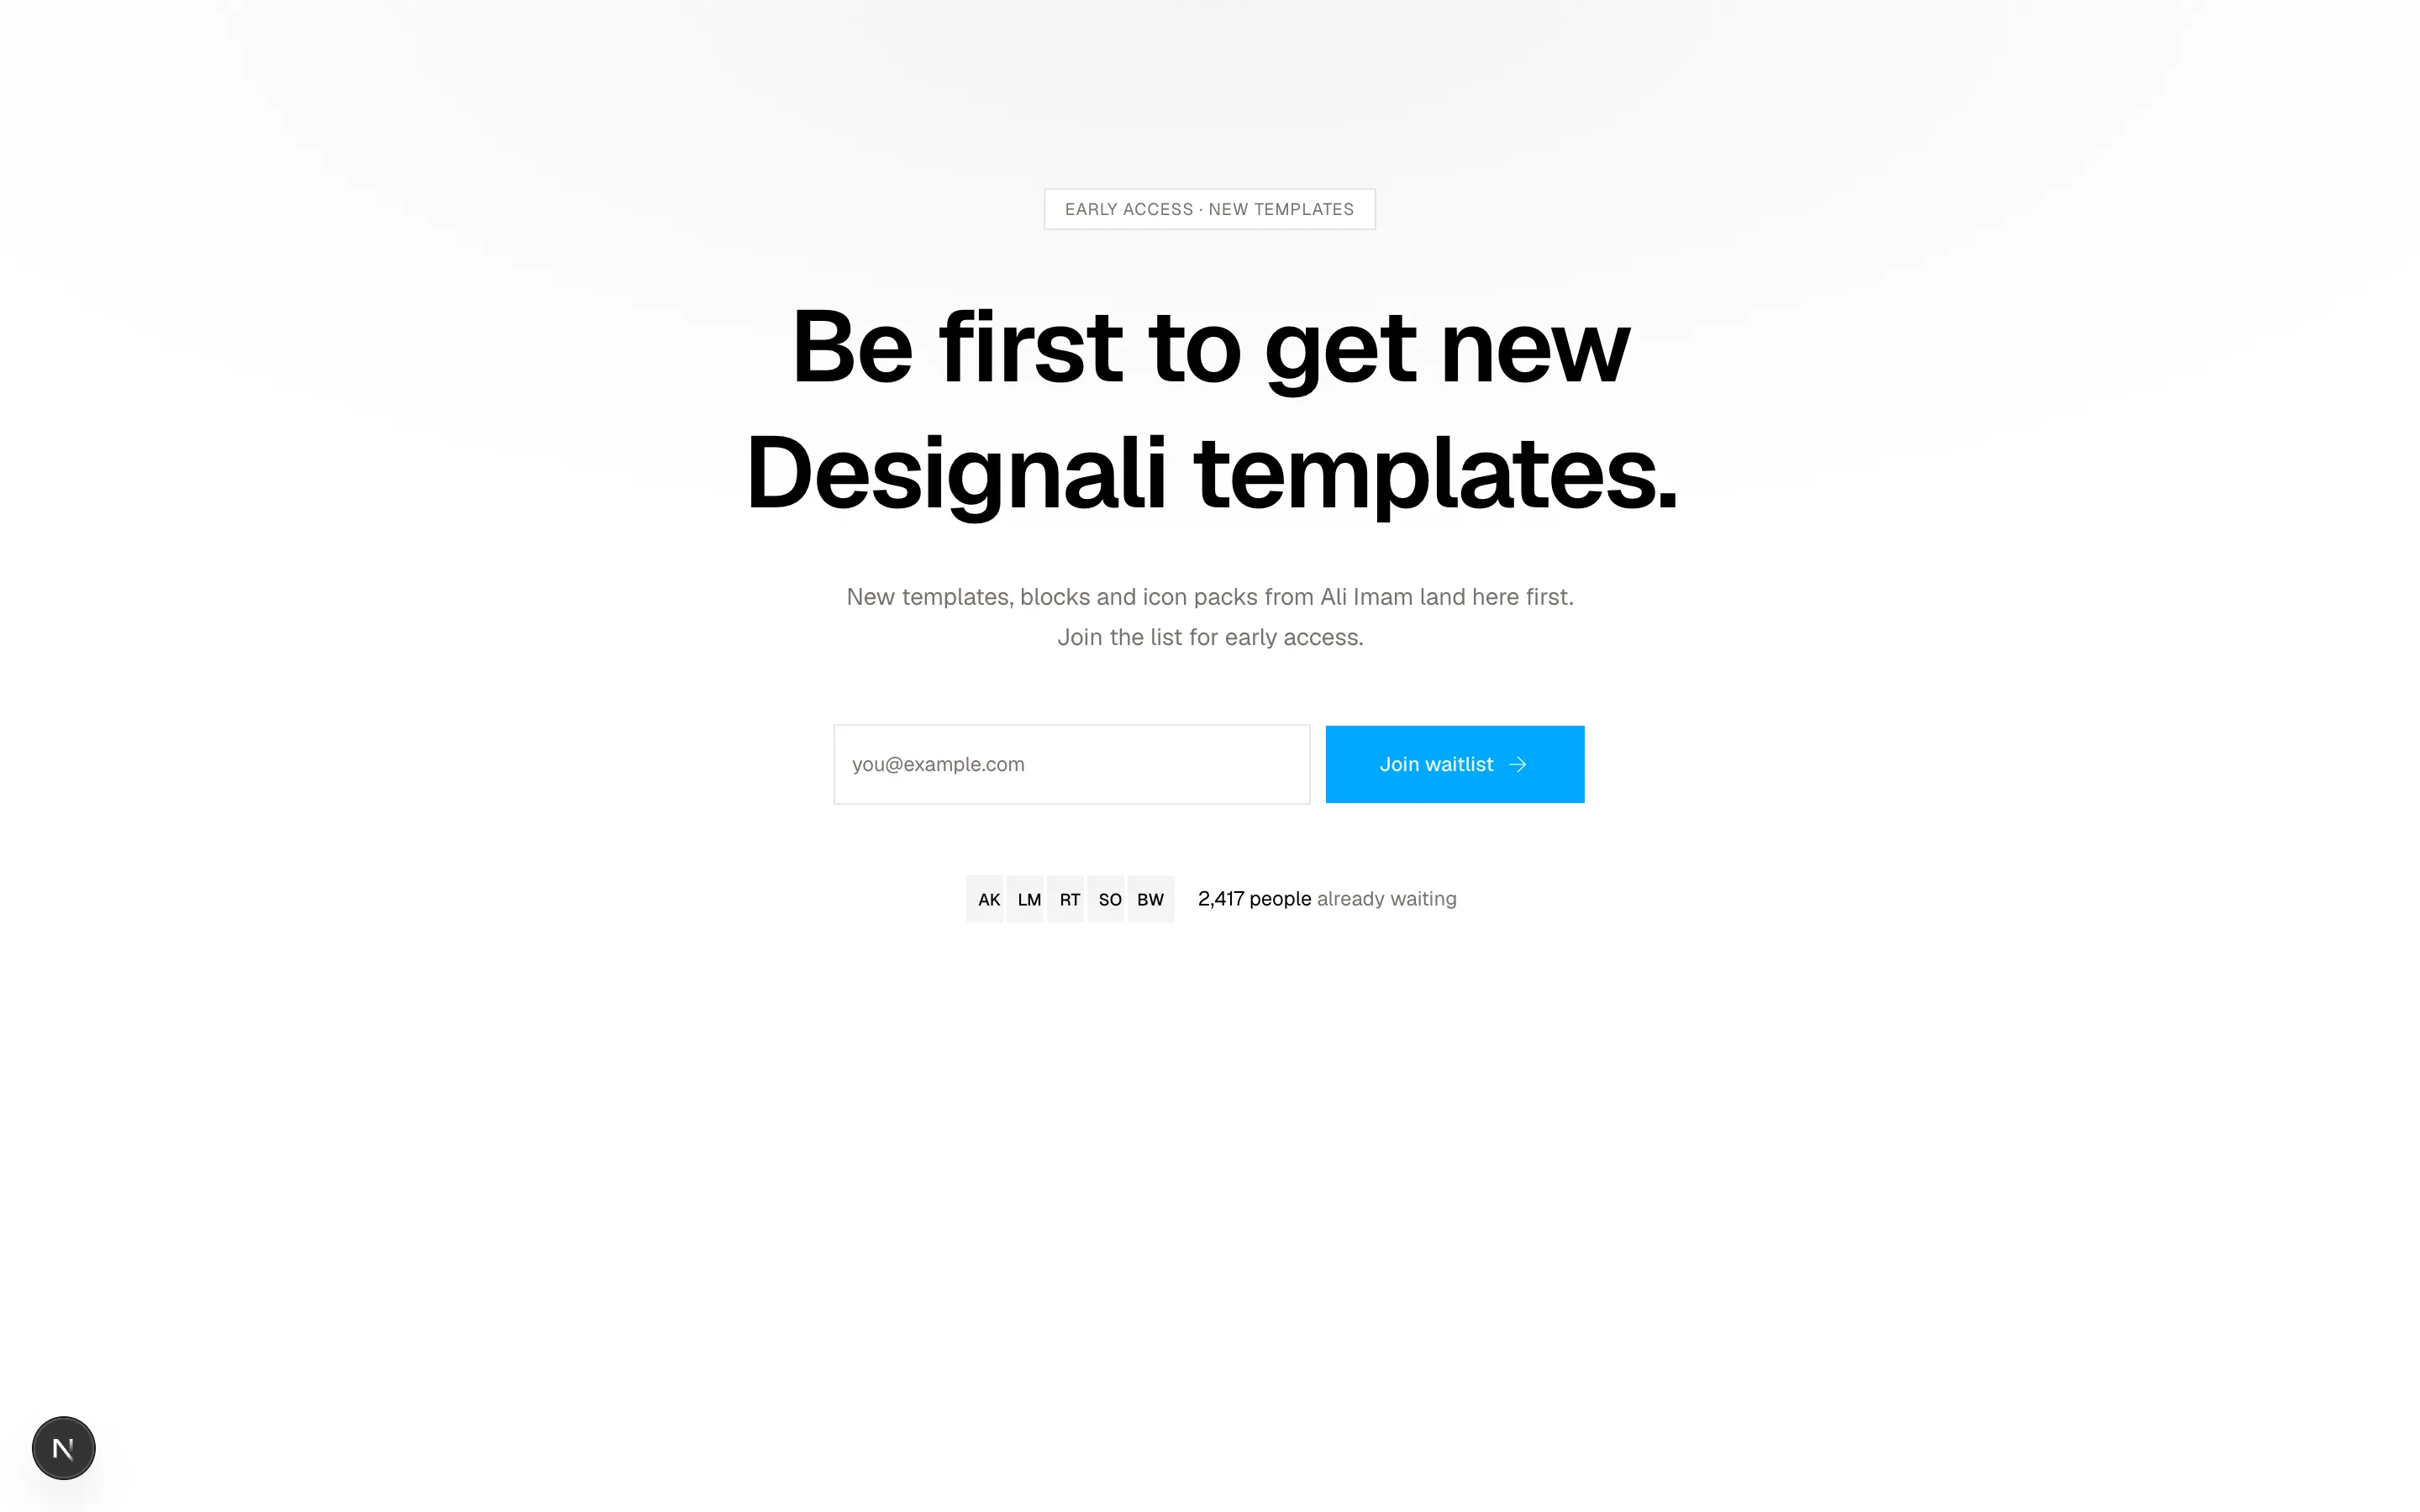 EARLY ACCESS · NEW TEMPLATES
Be first to get new
Designali templates.
New templates, blocks and icon packs from Ali Imam land here first.
Join the list for early access.
you@example.com
Join waitlist →
AK LM RT SO BW 2,417 people already waiting
N